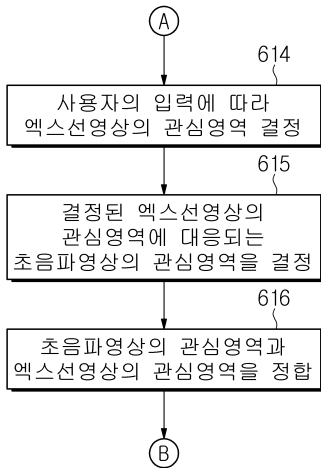 A
614
사용자의 입력에 따라
엑스선영상의 관심영역 결정
615
결정된 엑스선영상의
관심영역에 대응되는
초음파영상의 관심영역을 결정
616
초음파영상의 관심영역과
엑스선영상의 관심영역을 정합
B